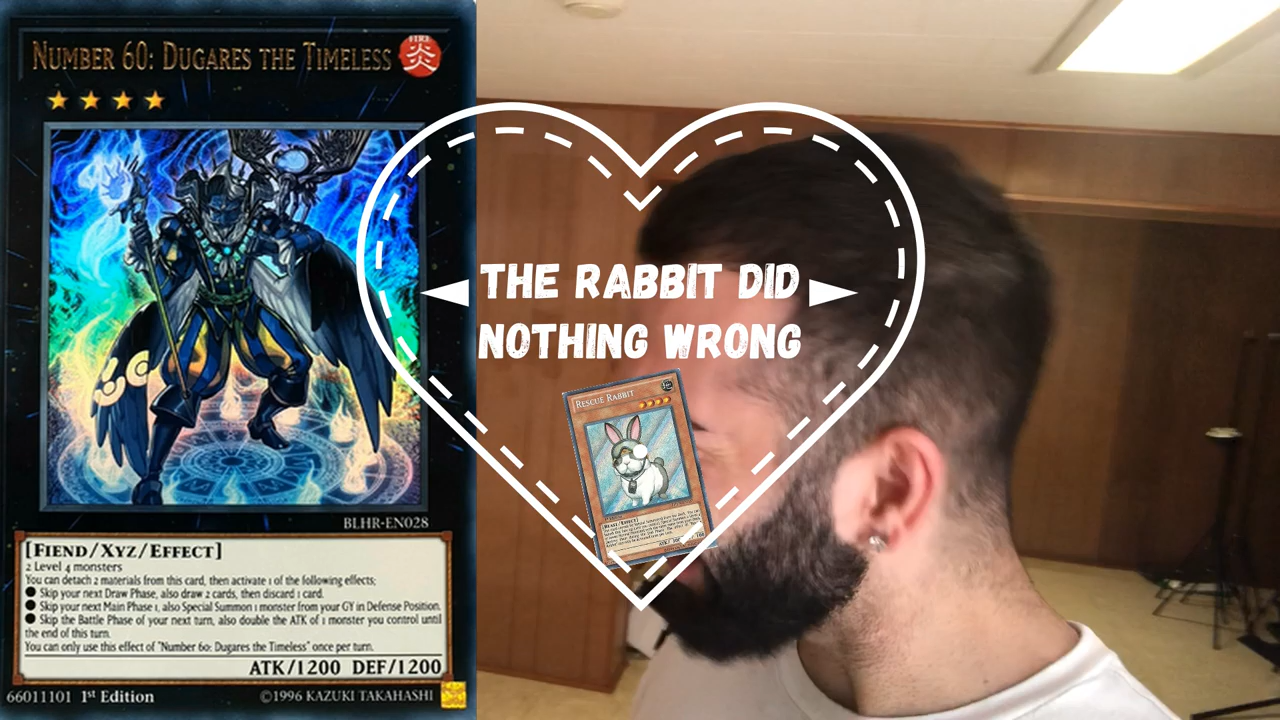 NUMBER 60: DUGARES THE TIMELESS
FIRE
炎
BLHR-EN028
[FIEND/XYZ/EFFECT]
2 Level 4 monsters
You can detach 2 materials from this card, then activate 1 of the following effects;
● Skip your next Draw Phase, also draw 2 cards, then discard 1 card.
● Skip your next Main Phase 1, also Special Summon 1 monster from your GY in Defense Position.
● Skip the Battle Phase of your next turn, also double the ATK of 1 monster you control until
the end of this turn.
You can only use this effect of "Number 60: Dugares the Timeless" once per turn.
ATK/1200 DEF/1200
66011101 1st Edition ©1996 KAZUKI TAKAHASHI
THE RABBIT DID
NOTHING WRONG
RESCUE RABBIT
[BEAST/EFFECT]